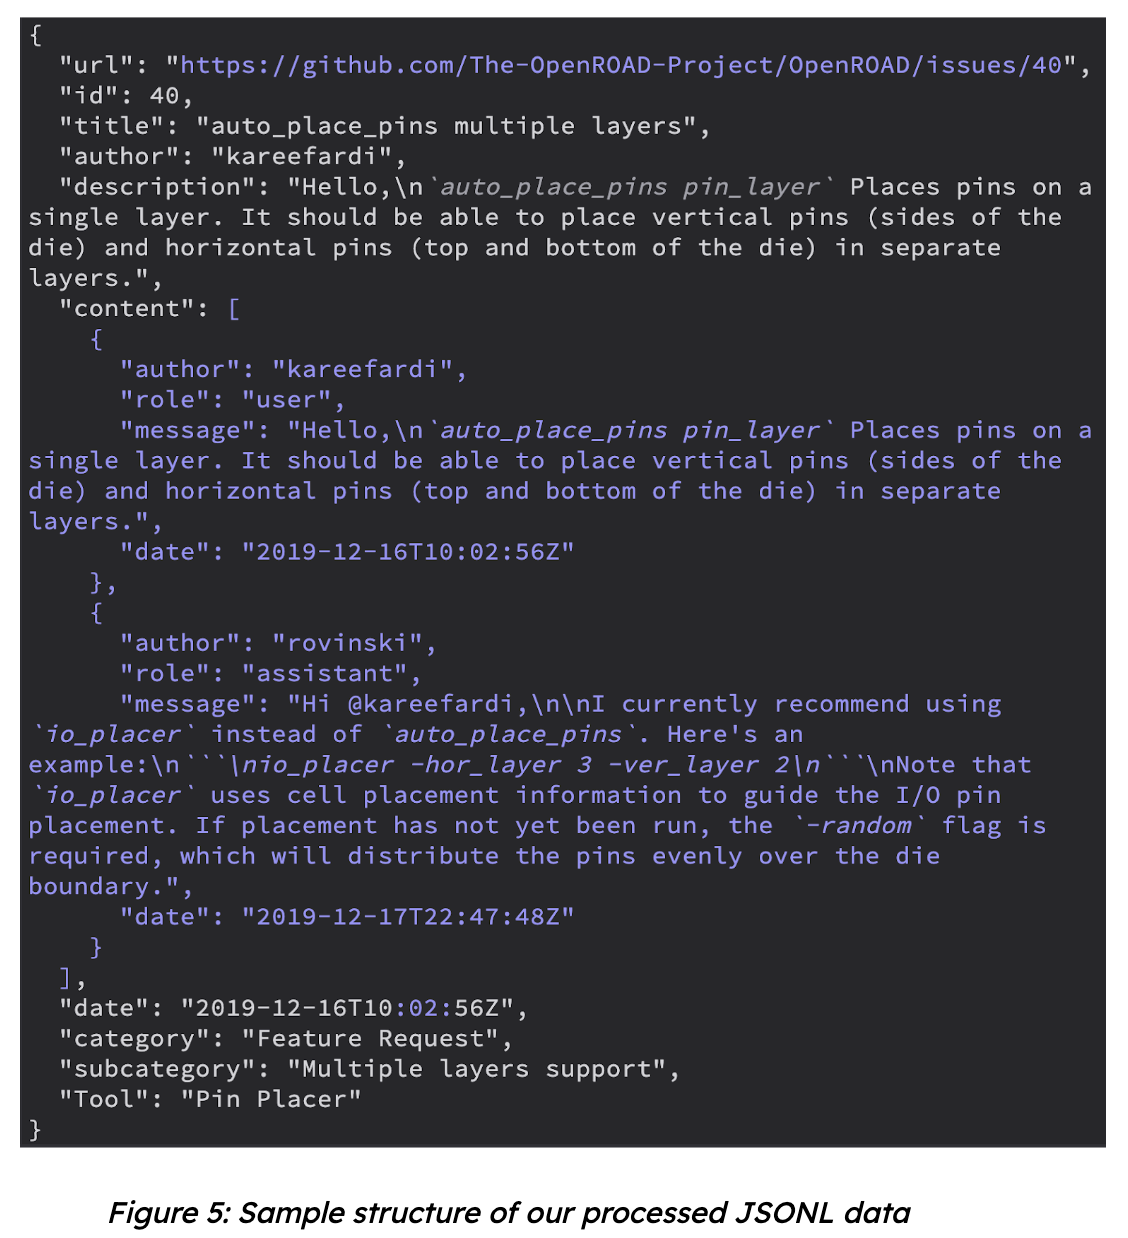 {
  "url": "https://github.com/The-OpenROAD-Project/OpenROAD/issues/40",
  "id": 40,
  "title": "auto_place_pins multiple layers",
  "author": "kareefardi",
  "description": "Hello,\n`auto_place_pins pin_layer` Places pins on a
single layer. It should be able to place vertical pins (sides of the
die) and horizontal pins (top and bottom of the die) in separate
layers.",
  "content": [
    {
      "author": "kareefardi",
      "role": "user",
      "message": "Hello,\n`auto_place_pins pin_layer` Places pins on a
single layer. It should be able to place vertical pins (sides of the
die) and horizontal pins (top and bottom of the die) in separate
layers.",
      "date": "2019-12-16T10:02:56Z"
    },
    {
      "author": "rovinski",
      "role": "assistant",
      "message": "Hi @kareefardi,\n\nI currently recommend using
`io_placer` instead of `auto_place_pins`. Here's an
example:\n```\nio_placer -hor_layer 3 -ver_layer 2\n```\nNote that
`io_placer` uses cell placement information to guide the I/O pin
placement. If placement has not yet been run, the `-random` flag is
required, which will distribute the pins evenly over the die
boundary.",
      "date": "2019-12-17T22:47:48Z"
    }
  ],
  "date": "2019-12-16T10:02:56Z",
  "category": "Feature Request",
  "subcategory": "Multiple layers support",
  "Tool": "Pin Placer"
}
Figure 5: Sample structure of our processed JSONL data